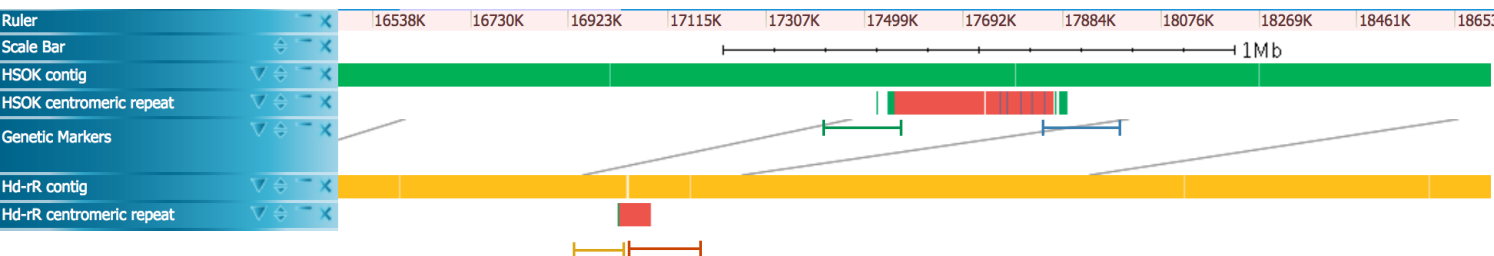 Ruler 16538K 16730K 16923K 17115K 17307K 17499K 17692K 17884K 18076K 18269K 18461K 18653
Scale Bar 1Mb
HSOK contig
HSOK centromeric repeat
Genetic Markers
Hd-rR contig
Hd-rR centromeric repeat